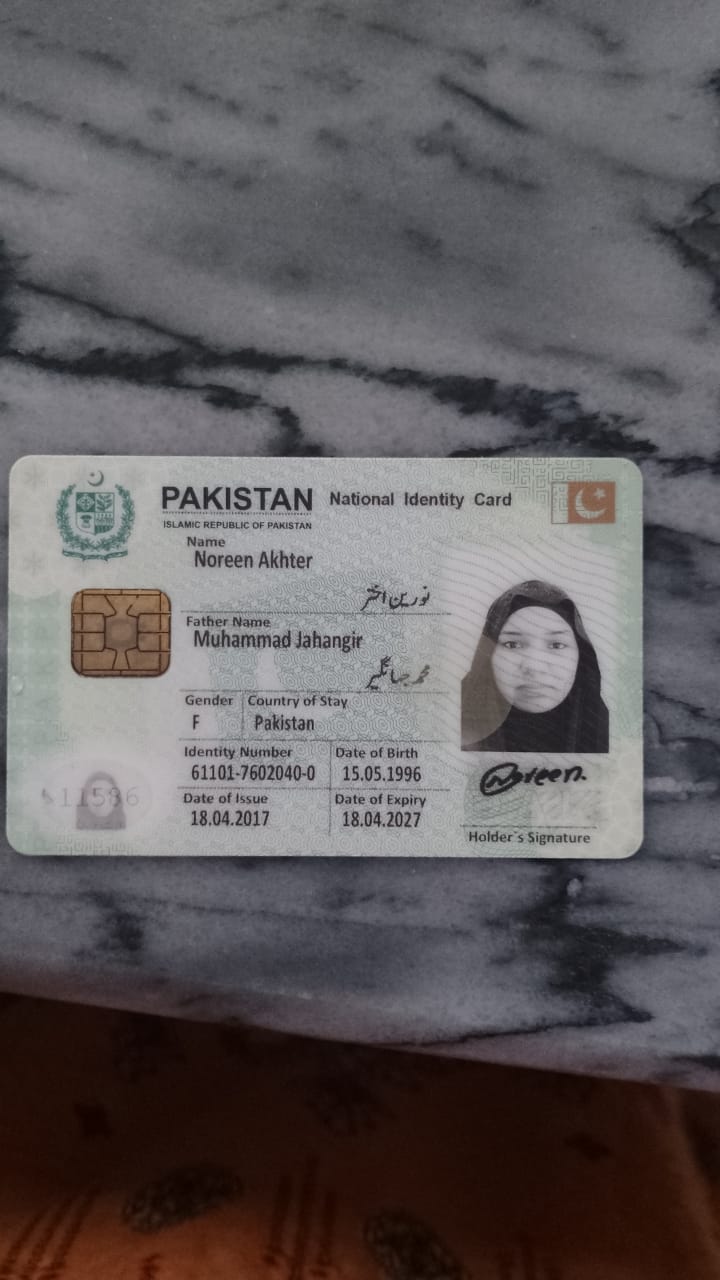 PAKISTAN National Identity Card
ISLAMIC REPUBLIC OF PAKISTAN
Name
Noreen Akhter
نورین اختر
Father Name
Muhammad Jahangir
محمد جہانگیر
Gender Country of Stay
F Pakistan
Identity Number Date of Birth
61101-7602040-0 15.05.1996
Date of Issue Date of Expiry
18.04.2017 18.04.2027
11586
Noreen.
Holder`s Signature